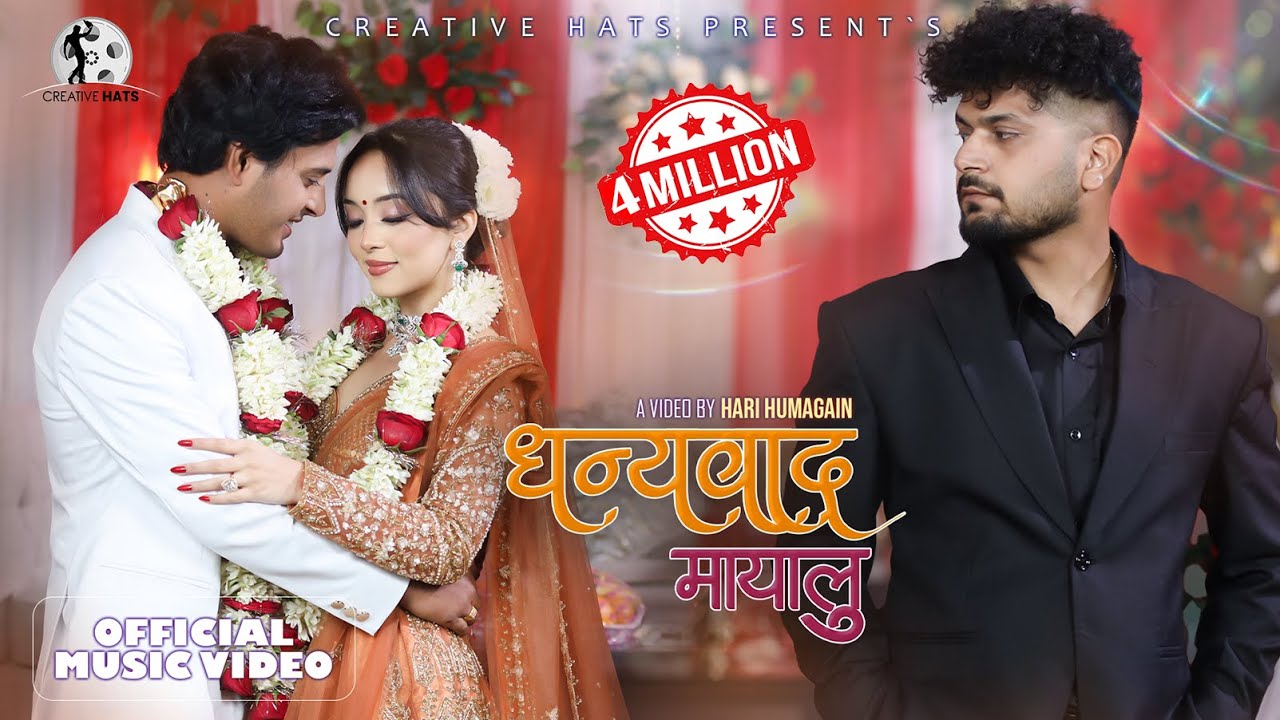 CREATIVE HATS PRESENT`S
CREATIVE HATS
4 MILLION
A VIDEO BY HARI HUMAGAIN
धन्यवाद
मायालु
OFFICIAL
MUSIC VIDEO